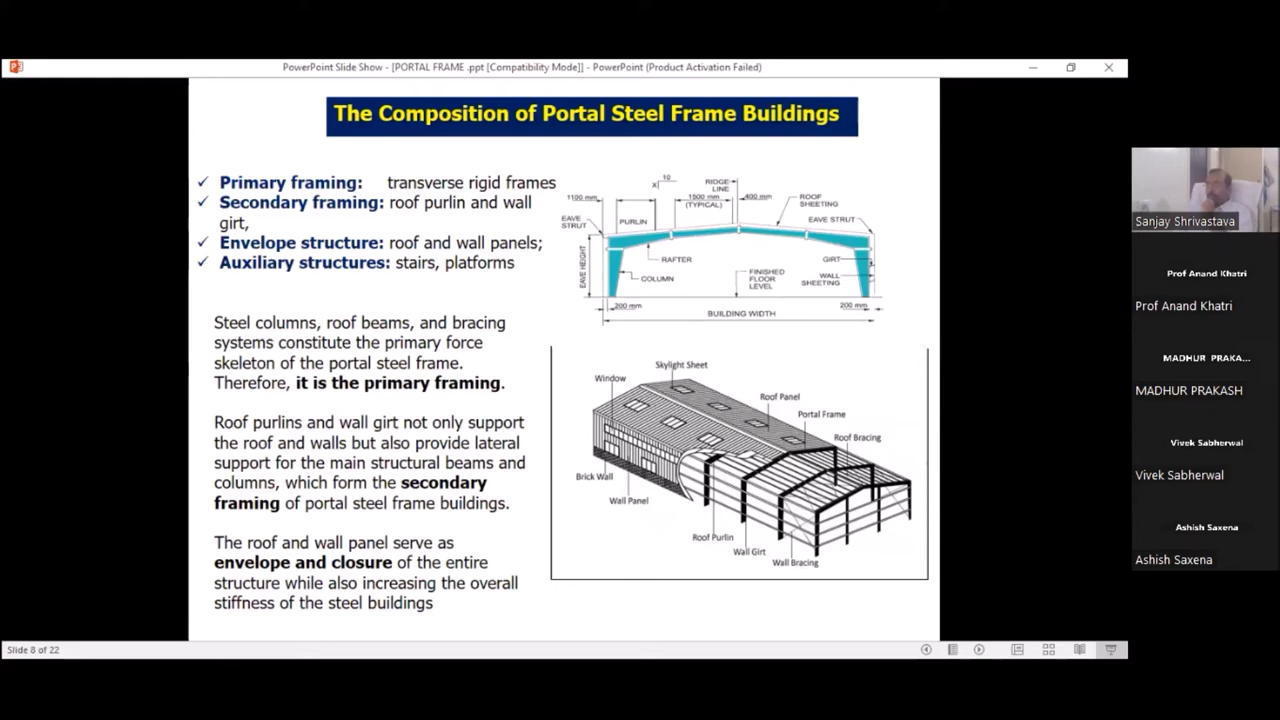 PowerPoint Slide Show - [PORTAL FRAME .ppt [Compatibility Mode]] - PowerPoint (Product Activation Failed)
The Composition of Portal Steel Frame Buildings
✓ Primary framing: transverse rigid frames
✓ Secondary framing: roof purlin and wall
girt,
✓ Envelope structure: roof and wall panels;
✓ Auxiliary structures: stairs, platforms
Steel columns, roof beams, and bracing
systems constitute the primary force
skeleton of the portal steel frame.
Therefore, it is the primary framing.
Roof purlins and wall girt not only support
the roof and walls but also provide lateral
support for the main structural beams and
columns, which form the secondary
framing of portal steel frame buildings.
The roof and wall panel serve as
envelope and closure of the entire
structure while also increasing the overall
stiffness of the steel buildings
10
X
RIDGE
LINE
1100 mm
1500 mm
(TYPICAL)
400 mm
ROOF
SHEETING
EAVE
STRUT
PURLIN
EAVE STRUT
EAVE HEIGHT
RAFTER
GIRT
COLUMN
FINISHED
FLOOR
LEVEL
WALL
SHEETING
200 mm
200 mm
BUILDING WIDTH
Skylight Sheet
Window
Roof Panel
Portal Frame
Roof Bracing
Brick Wall
Wall Panel
Roof Purlin
Wall Girt
Wall Bracing
Slide 8 of 22
Sanjay Shrivastava
Prof Anand Khatri
Prof Anand Khatri
MADHUR PRAKA...
MADHUR PRAKASH
Vivek Sabherwal
Vivek Sabherwal
Ashish Saxena
Ashish Saxena